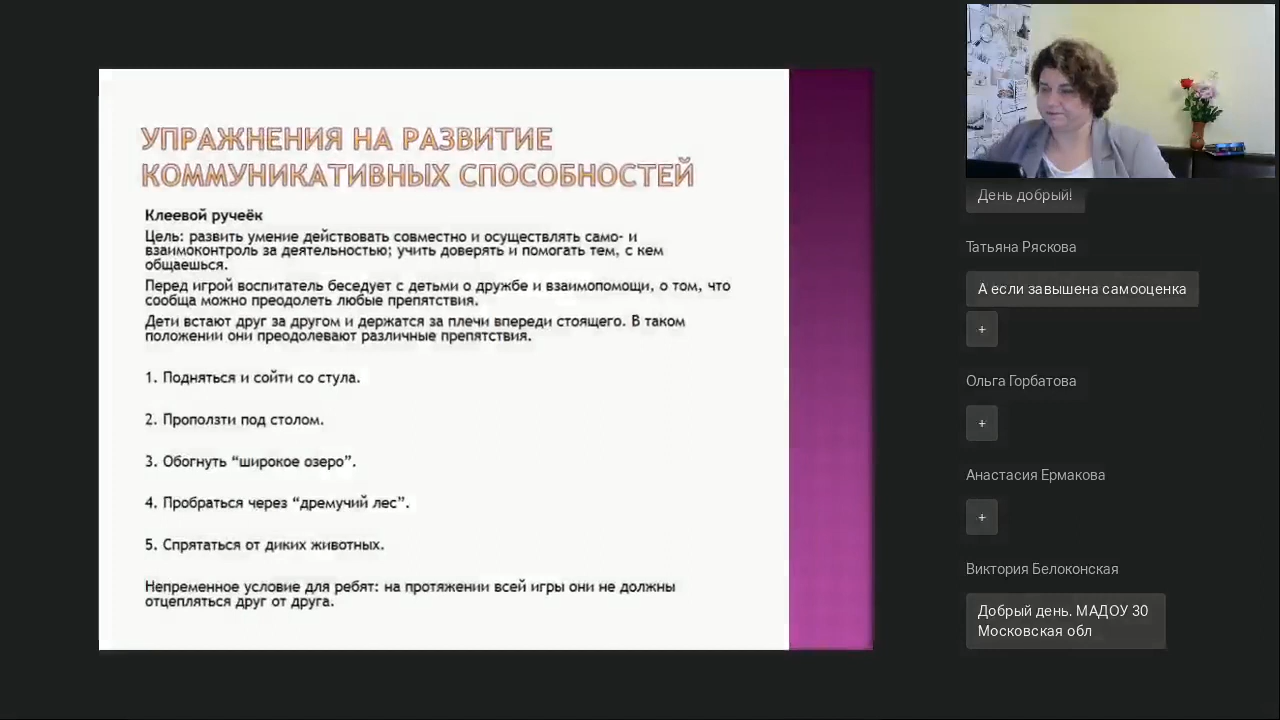 УПРАЖНЕНИЯ НА РАЗВИТИЕ
КОММУНИКАТИВНЫХ СПОСОБНОСТЕЙ
Клеевой ручеёк
Цель: развить умение действовать совместно и осуществлять само- и
взаимоконтроль за деятельностью; учить доверять и помогать тем, с кем
общаешься.
Перед игрой воспитатель беседует с детьми о дружбе и взаимопомощи, о том, что
сообща можно преодолеть любые препятствия.
Дети встают друг за другом и держатся за плечи впереди стоящего. В таком
положении они преодолевают различные препятствия.
1. Подняться и сойти со стула.
2. Проползти под столом.
3. Обогнуть “широкое озеро”.
4. Пробраться через “дремучий лес”.
5. Спрятаться от диких животных.
Непременное условие для ребят: на протяжении всей игры они не должны
отцепляться друг от друга.
День добрый!
Татьяна Ряскова
А если завышена самооценка
+
Ольга Горбатова
+
Анастасия Ермакова
+
Виктория Белоконская
Добрый день. МАДОУ 30
Московская обл